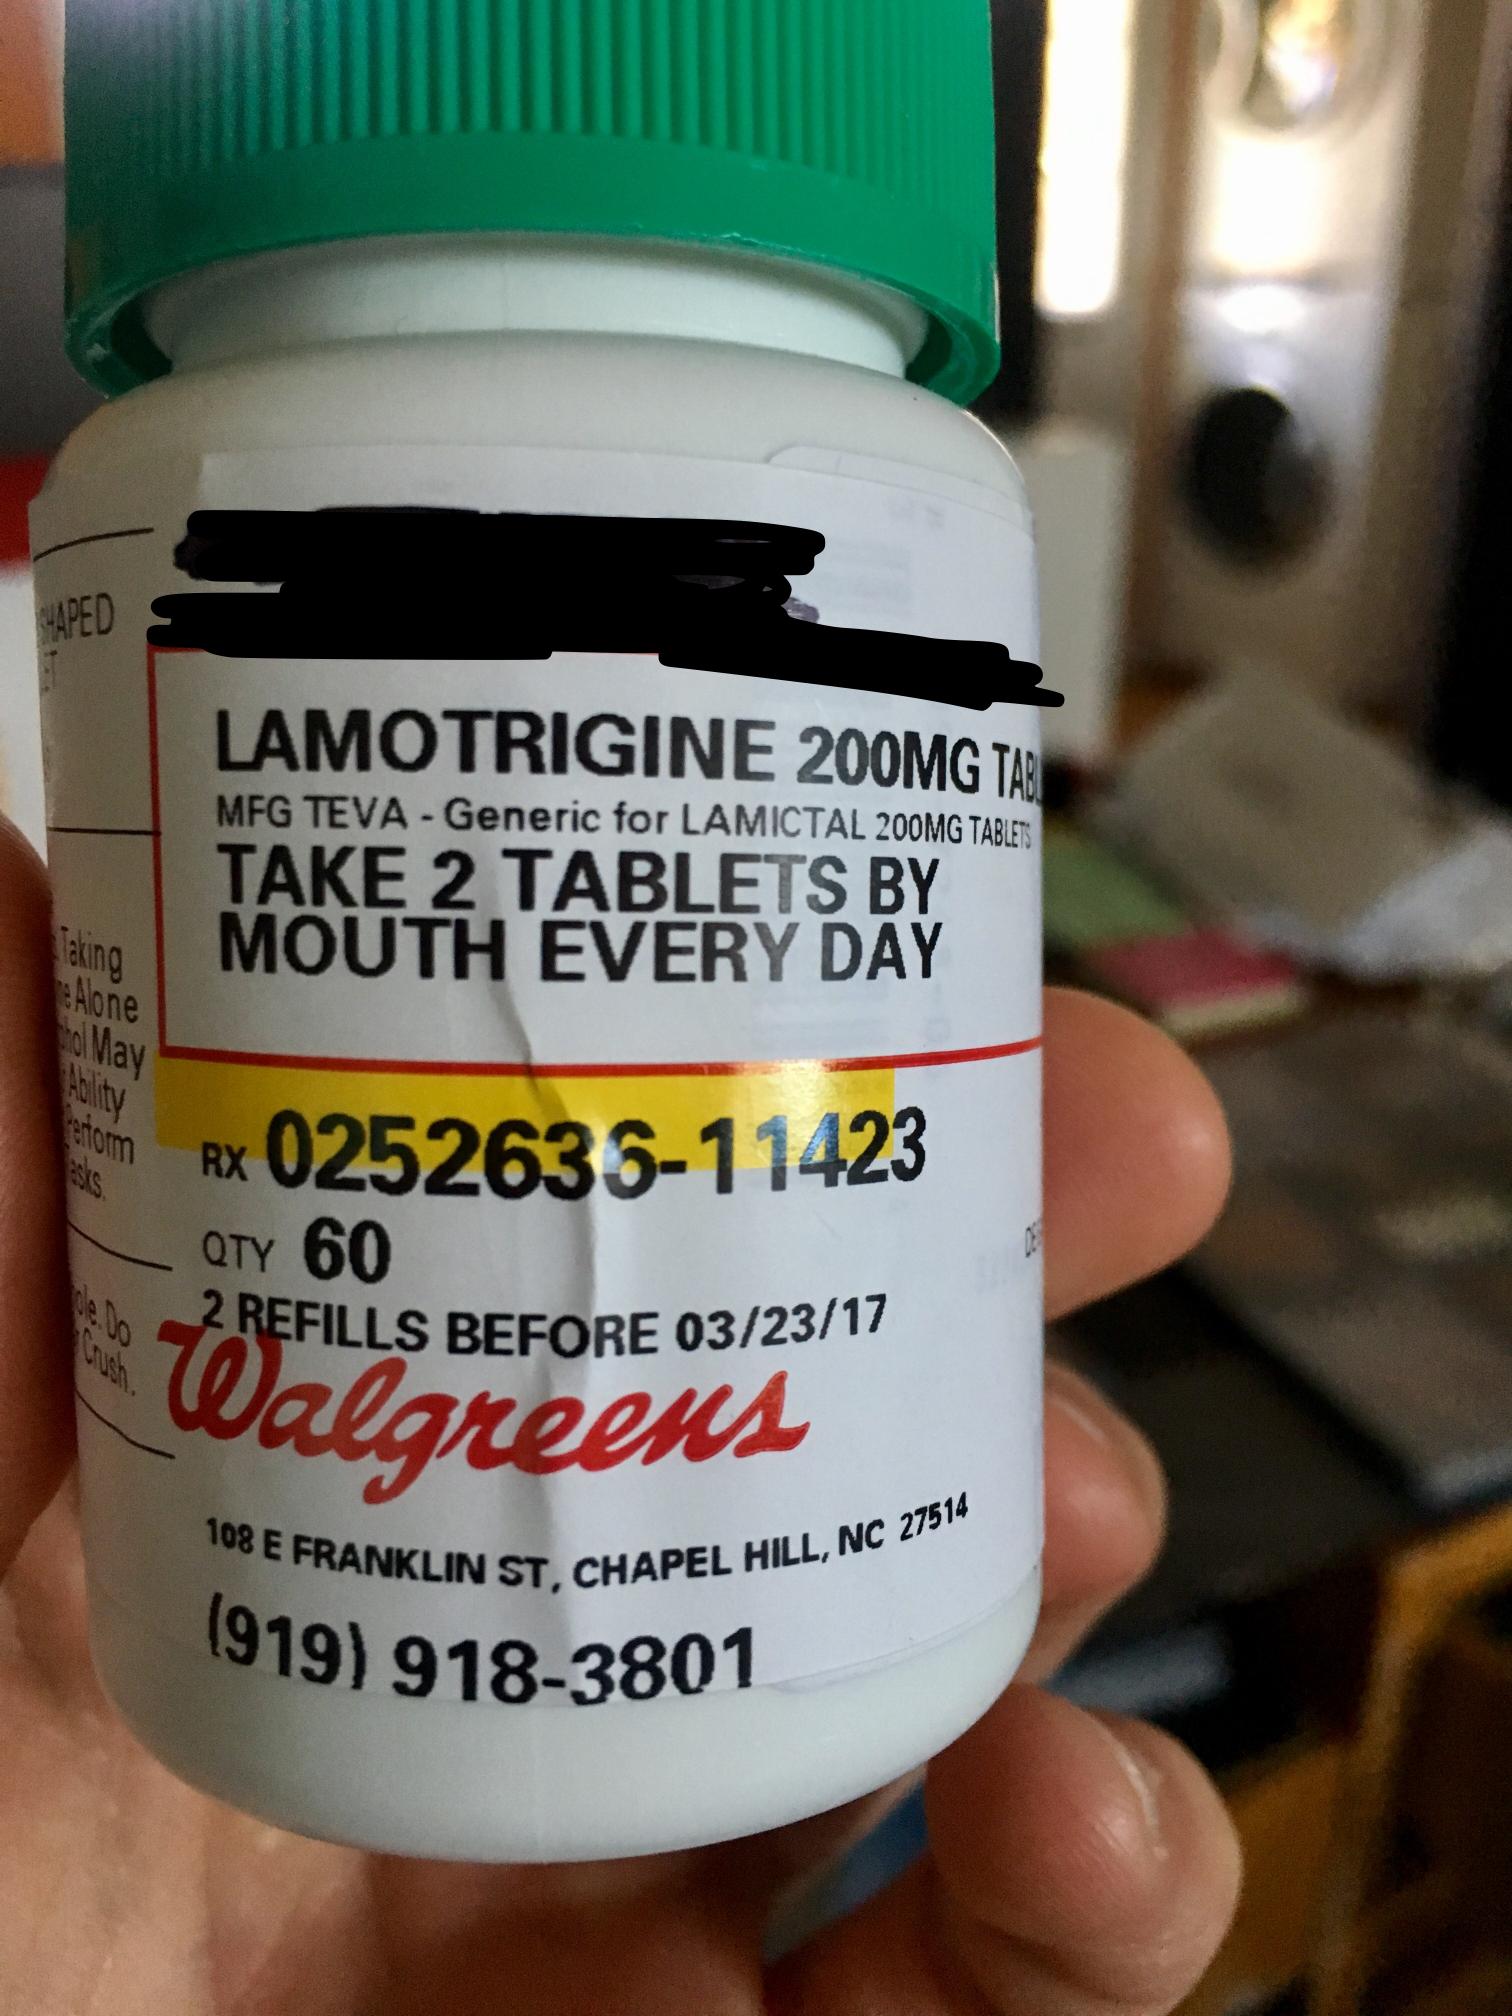 SHAPED
LAMOTRIGINE 200MG
MFG TEVA - Generic for LAMICTAL 200MG TABLETS
TAKE 2 TABLETS BY
MOUTH EVERY DAY
Taking
Alone
May
Ability
Perform
RX 0252636-11423
QTY 60
2 REFILLS BEFORE 03/23/17
Do
Crush.
Walgreens
108 E FRANKLIN ST, CHAPEL HILL, NC 27514
(919) 918-3801